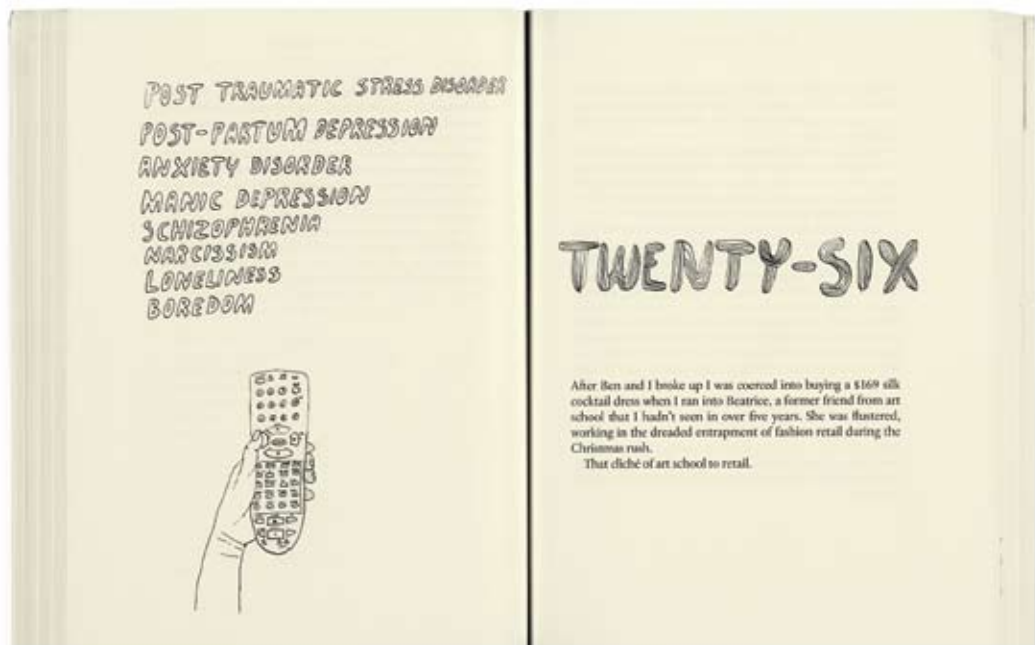 POST TRAUMATIC STRESS DISORDER
POST-PARTUM DEPRESSION
ANXIETY DISORDER
MANIC DEPRESSION
SCHIZOPHRENIA
NARCISSISM
LONELINESS
BOREDOM
TWENTY-SIX
After Ben and I broke up I was coerced into buying a $169 silk
cocktail dress when I ran into Beatrice, a former friend from art
school that I hadn't seen in over five years. She was flustered,
working in the dreaded entrapment of fashion retail during the
Christmas rush.
That cliché of art school to retail.